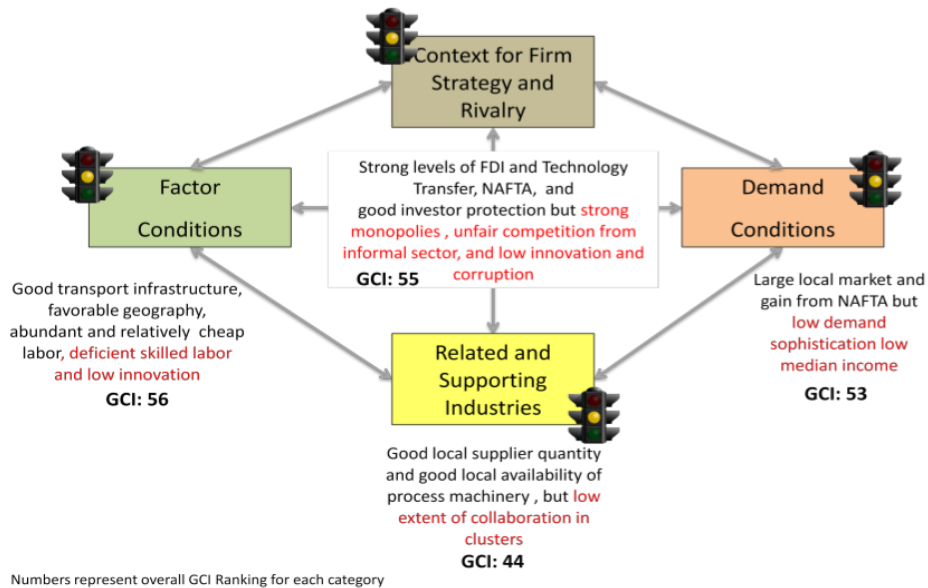 Context for Firm
Strategy and
Rivalry
Factor
Conditions
Strong levels of FDI and Technology
Transfer, NAFTA, and
good investor protection but strong
monopolies , unfair competition from
informal sector, and low innovation and
corruption
GCI: 55
Demand
Conditions
Good transport infrastructure,
favorable geography,
abundant and relatively cheap
labor, deficient skilled labor
and low innovation
GCI: 56
Related and
Supporting
Industries
Large local market and
gain from NAFTA but
low demand
sophistication low
median income
GCI: 53
Good local supplier quantity
and good local availability of
process machinery , but low
extent of collaboration in
clusters
GCI: 44
Numbers represent overall GCI Ranking for each category